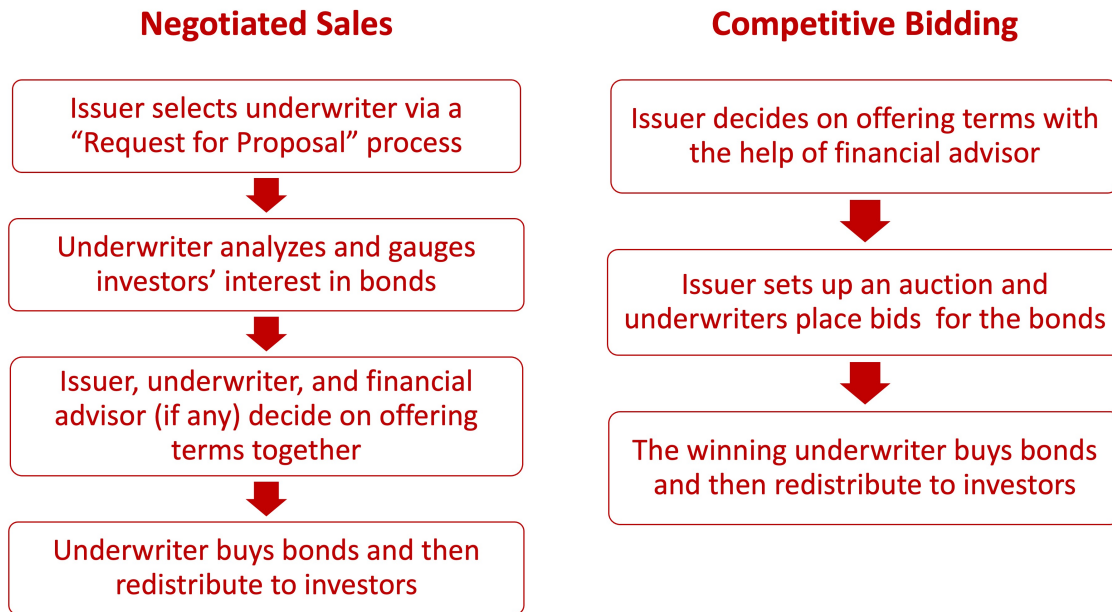 Negotiated Sales
Issuer selects underwriter via a
“Request for Proposal” process
Underwriter analyzes and gauges
investors’ interest in bonds
Issuer, underwriter, and financial
advisor (if any) decide on offering
terms together
Underwriter buys bonds and then
redistribute to investors
Competitive Bidding
Issuer decides on offering terms with
the help of financial advisor
Issuer sets up an auction and
underwriters place bids  for the bonds
The winning underwriter buys bonds
and then redistribute to investors